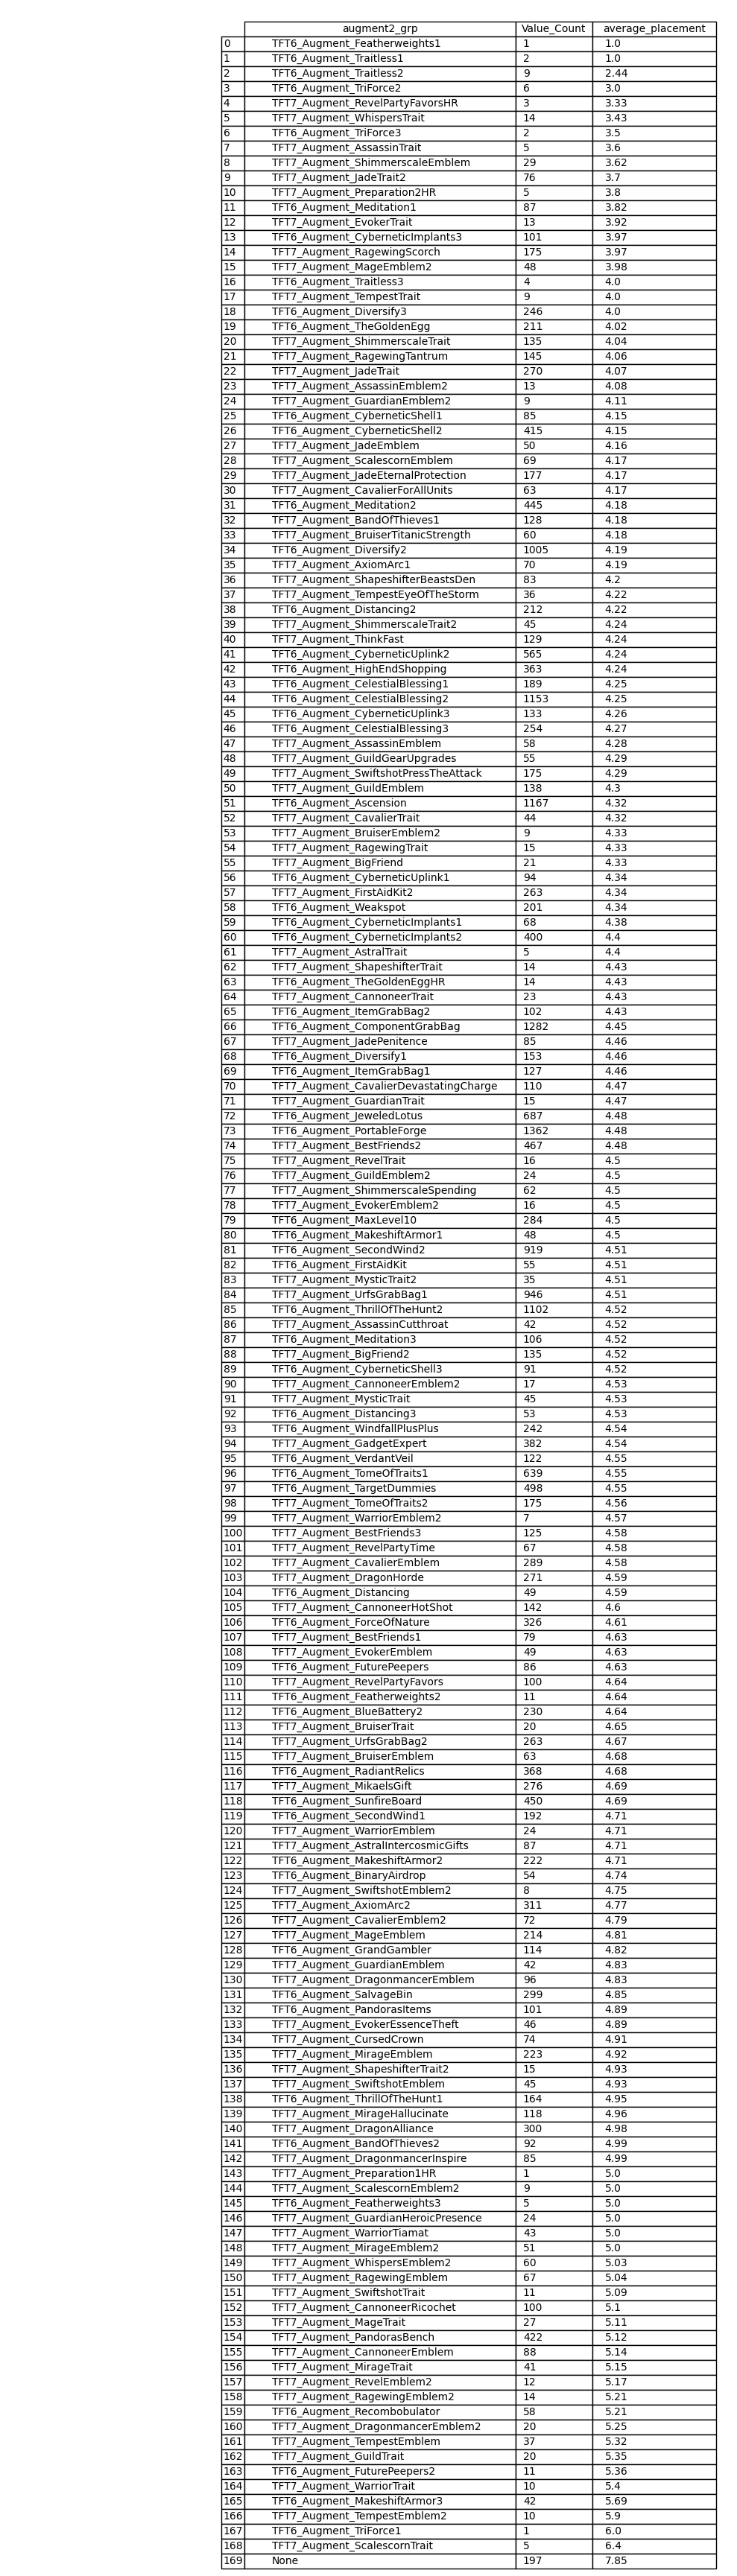 augment2_grp Value_Count average_placement
0 TFT6_Augment_Featherweights1 1 1.0
1 TFT6_Augment_Traitless1 2 1.0
2 TFT6_Augment_Traitless2 9 2.44
3 TFT6_Augment_TriForce2 6 3.0
4 TFT7_Augment_RevelPartyFavorsHR 3 3.33
5 TFT7_Augment_WhispersTrait 14 3.43
6 TFT6_Augment_TriForce3 2 3.5
7 TFT7_Augment_AssassinTrait 5 3.6
8 TFT7_Augment_ShimmerscaleEmblem 29 3.62
9 TFT7_Augment_JadeTrait2 76 3.7
10 TFT7_Augment_Preparation2HR 5 3.8
11 TFT6_Augment_Meditation1 87 3.82
12 TFT7_Augment_EvokerTrait 13 3.92
13 TFT6_Augment_CyberneticImplants3 101 3.97
14 TFT7_Augment_RagewingScorch 175 3.97
15 TFT7_Augment_MageEmblem2 48 3.98
16 TFT6_Augment_Traitless3 4 4.0
17 TFT7_Augment_TempestTrait 9 4.0
18 TFT6_Augment_Diversify3 246 4.0
19 TFT6_Augment_TheGoldenEgg 211 4.02
20 TFT7_Augment_ShimmerscaleTrait 135 4.04
21 TFT7_Augment_RagewingTantrum 145 4.06
22 TFT7_Augment_JadeTrait 270 4.07
23 TFT7_Augment_AssassinEmblem2 13 4.08
24 TFT7_Augment_GuardianEmblem2 9 4.11
25 TFT6_Augment_CyberneticShell1 85 4.15
26 TFT6_Augment_CyberneticShell2 415 4.15
27 TFT7_Augment_JadeEmblem 50 4.16
28 TFT7_Augment_ScalescornEmblem 69 4.17
29 TFT7_Augment_JadeEternalProtection 177 4.17
30 TFT7_Augment_CavalierForAllUnits 63 4.17
31 TFT6_Augment_Meditation2 445 4.18
32 TFT7_Augment_BandOfThieves1 128 4.18
33 TFT7_Augment_BruiserTitanicStrength 60 4.18
34 TFT6_Augment_Diversify2 1005 4.19
35 TFT7_Augment_AxiomArc1 70 4.19
36 TFT7_Augment_ShapeshifterBeastsDen 83 4.2
37 TFT7_Augment_TempestEyeOfTheStorm 36 4.22
38 TFT6_Augment_Distancing2 212 4.22
39 TFT7_Augment_ShimmerscaleTrait2 45 4.24
40 TFT7_Augment_ThinkFast 129 4.24
41 TFT6_Augment_CyberneticUplink2 565 4.24
42 TFT6_Augment_HighEndShopping 363 4.24
43 TFT6_Augment_CelestialBlessing1 189 4.25
44 TFT6_Augment_CelestialBlessing2 1153 4.25
45 TFT6_Augment_CyberneticUplink3 133 4.26
46 TFT6_Augment_CelestialBlessing3 254 4.27
47 TFT7_Augment_AssassinEmblem 58 4.28
48 TFT7_Augment_GuildGearUpgrades 55 4.29
49 TFT7_Augment_SwiftshotPressTheAttack 175 4.29
50 TFT7_Augment_GuildEmblem 138 4.3
51 TFT6_Augment_Ascension 1167 4.32
52 TFT7_Augment_CavalierTrait 44 4.32
53 TFT7_Augment_BruiserEmblem2 9 4.33
54 TFT7_Augment_RagewingTrait 15 4.33
55 TFT7_Augment_BigFriend 21 4.33
56 TFT6_Augment_CyberneticUplink1 94 4.34
57 TFT7_Augment_FirstAidKit2 263 4.34
58 TFT6_Augment_Weakspot 201 4.34
59 TFT6_Augment_CyberneticImplants1 68 4.38
60 TFT6_Augment_CyberneticImplants2 400 4.4
61 TFT7_Augment_AstralTrait 5 4.4
62 TFT7_Augment_ShapeshifterTrait 14 4.43
63 TFT6_Augment_TheGoldenEggHR 14 4.43
64 TFT7_Augment_CannoneerTrait 23 4.43
65 TFT6_Augment_ItemGrabBag2 102 4.43
66 TFT6_Augment_ComponentGrabBag 1282 4.45
67 TFT7_Augment_JadePenitence 85 4.46
68 TFT6_Augment_Diversify1 153 4.46
69 TFT6_Augment_ItemGrabBag1 127 4.46
70 TFT7_Augment_CavalierDevastatingCharge 110 4.47
71 TFT7_Augment_GuardianTrait 15 4.47
72 TFT6_Augment_JeweledLotus 687 4.48
73 TFT6_Augment_PortableForge 1362 4.48
74 TFT7_Augment_BestFriends2 467 4.48
75 TFT7_Augment_RevelTrait 16 4.5
76 TFT7_Augment_GuildEmblem2 24 4.5
77 TFT7_Augment_ShimmerscaleSpending 62 4.5
78 TFT7_Augment_EvokerEmblem2 16 4.5
79 TFT6_Augment_MaxLevel10 284 4.5
80 TFT6_Augment_MakeshiftArmor1 48 4.5
81 TFT6_Augment_SecondWind2 919 4.51
82 TFT6_Augment_FirstAidKit 55 4.51
83 TFT7_Augment_MysticTrait2 35 4.51
84 TFT7_Augment_UrfsGrabBag1 946 4.51
85 TFT6_Augment_ThrillOfTheHunt2 1102 4.52
86 TFT7_Augment_AssassinCutthroat 42 4.52
87 TFT6_Augment_Meditation3 106 4.52
88 TFT7_Augment_BigFriend2 135 4.52
89 TFT6_Augment_CyberneticShell3 91 4.52
90 TFT7_Augment_CannoneerEmblem2 17 4.53
91 TFT7_Augment_MysticTrait 45 4.53
92 TFT6_Augment_Distancing3 53 4.53
93 TFT6_Augment_WindfallPlusPlus 242 4.54
94 TFT7_Augment_GadgetExpert 382 4.54
95 TFT6_Augment_VerdantVeil 122 4.55
96 TFT6_Augment_TomeOfTraits1 639 4.55
97 TFT6_Augment_TargetDummies 498 4.55
98 TFT7_Augment_TomeOfTraits2 175 4.56
99 TFT7_Augment_WarriorEmblem2 7 4.57
100 TFT7_Augment_BestFriends3 125 4.58
101 TFT7_Augment_RevelPartyTime 67 4.58
102 TFT7_Augment_CavalierEmblem 289 4.58
103 TFT7_Augment_DragonHorde 271 4.59
104 TFT6_Augment_Distancing 49 4.59
105 TFT7_Augment_CannoneerHotShot 142 4.6
106 TFT6_Augment_ForceOfNature 326 4.61
107 TFT7_Augment_BestFriends1 79 4.63
108 TFT7_Augment_EvokerEmblem 49 4.63
109 TFT6_Augment_FuturePeepers 86 4.63
110 TFT7_Augment_RevelPartyFavors 100 4.64
111 TFT6_Augment_Featherweights2 11 4.64
112 TFT6_Augment_BlueBattery2 230 4.64
113 TFT7_Augment_BruiserTrait 20 4.65
114 TFT7_Augment_UrfsGrabBag2 263 4.67
115 TFT7_Augment_BruiserEmblem 63 4.68
116 TFT6_Augment_RadiantRelics 368 4.68
117 TFT7_Augment_MikaelsGift 276 4.69
118 TFT6_Augment_SunfireBoard 450 4.69
119 TFT6_Augment_SecondWind1 192 4.71
120 TFT7_Augment_WarriorEmblem 24 4.71
121 TFT7_Augment_AstralIntercosmicGifts 87 4.71
122 TFT6_Augment_MakeshiftArmor2 222 4.71
123 TFT6_Augment_BinaryAirdrop 54 4.74
124 TFT7_Augment_SwiftshotEmblem2 8 4.75
125 TFT7_Augment_AxiomArc2 311 4.77
126 TFT7_Augment_CavalierEmblem2 72 4.79
127 TFT7_Augment_MageEmblem 214 4.81
128 TFT6_Augment_GrandGambler 114 4.82
129 TFT7_Augment_GuardianEmblem 42 4.83
130 TFT7_Augment_DragonmancerEmblem 96 4.83
131 TFT6_Augment_SalvageBin 299 4.85
132 TFT6_Augment_PandorasItems 101 4.89
133 TFT7_Augment_EvokerEssenceTheft 46 4.89
134 TFT7_Augment_CursedCrown 74 4.91
135 TFT7_Augment_MirageEmblem 223 4.92
136 TFT7_Augment_ShapeshifterTrait2 15 4.93
137 TFT7_Augment_SwiftshotEmblem 45 4.93
138 TFT6_Augment_ThrillOfTheHunt1 164 4.95
139 TFT7_Augment_MirageHallucinate 118 4.96
140 TFT7_Augment_DragonAlliance 300 4.98
141 TFT6_Augment_BandOfThieves2 92 4.99
142 TFT7_Augment_DragonmancerInspire 85 4.99
143 TFT7_Augment_Preparation1HR 1 5.0
144 TFT7_Augment_ScalescornEmblem2 9 5.0
145 TFT6_Augment_Featherweights3 5 5.0
146 TFT7_Augment_GuardianHeroicPresence 24 5.0
147 TFT7_Augment_WarriorTiamat 43 5.0
148 TFT7_Augment_MirageEmblem2 51 5.0
149 TFT7_Augment_WhispersEmblem2 60 5.03
150 TFT7_Augment_RagewingEmblem 67 5.04
151 TFT7_Augment_SwiftshotTrait 11 5.09
152 TFT7_Augment_CannoneerRicochet 100 5.1
153 TFT7_Augment_MageTrait 27 5.11
154 TFT7_Augment_PandorasBench 422 5.12
155 TFT7_Augment_CannoneerEmblem 88 5.14
156 TFT7_Augment_MirageTrait 41 5.15
157 TFT7_Augment_RevelEmblem2 12 5.17
158 TFT7_Augment_RagewingEmblem2 14 5.21
159 TFT6_Augment_Recombobulator 58 5.21
160 TFT7_Augment_DragonmancerEmblem2 20 5.25
161 TFT7_Augment_TempestEmblem 37 5.32
162 TFT7_Augment_GuildTrait 20 5.35
163 TFT6_Augment_FuturePeepers2 11 5.36
164 TFT7_Augment_WarriorTrait 10 5.4
165 TFT6_Augment_MakeshiftArmor3 42 5.69
166 TFT7_Augment_TempestEmblem2 10 5.9
167 TFT6_Augment_TriForce1 1 6.0
168 TFT7_Augment_ScalescornTrait 5 6.4
169 None 197 7.85